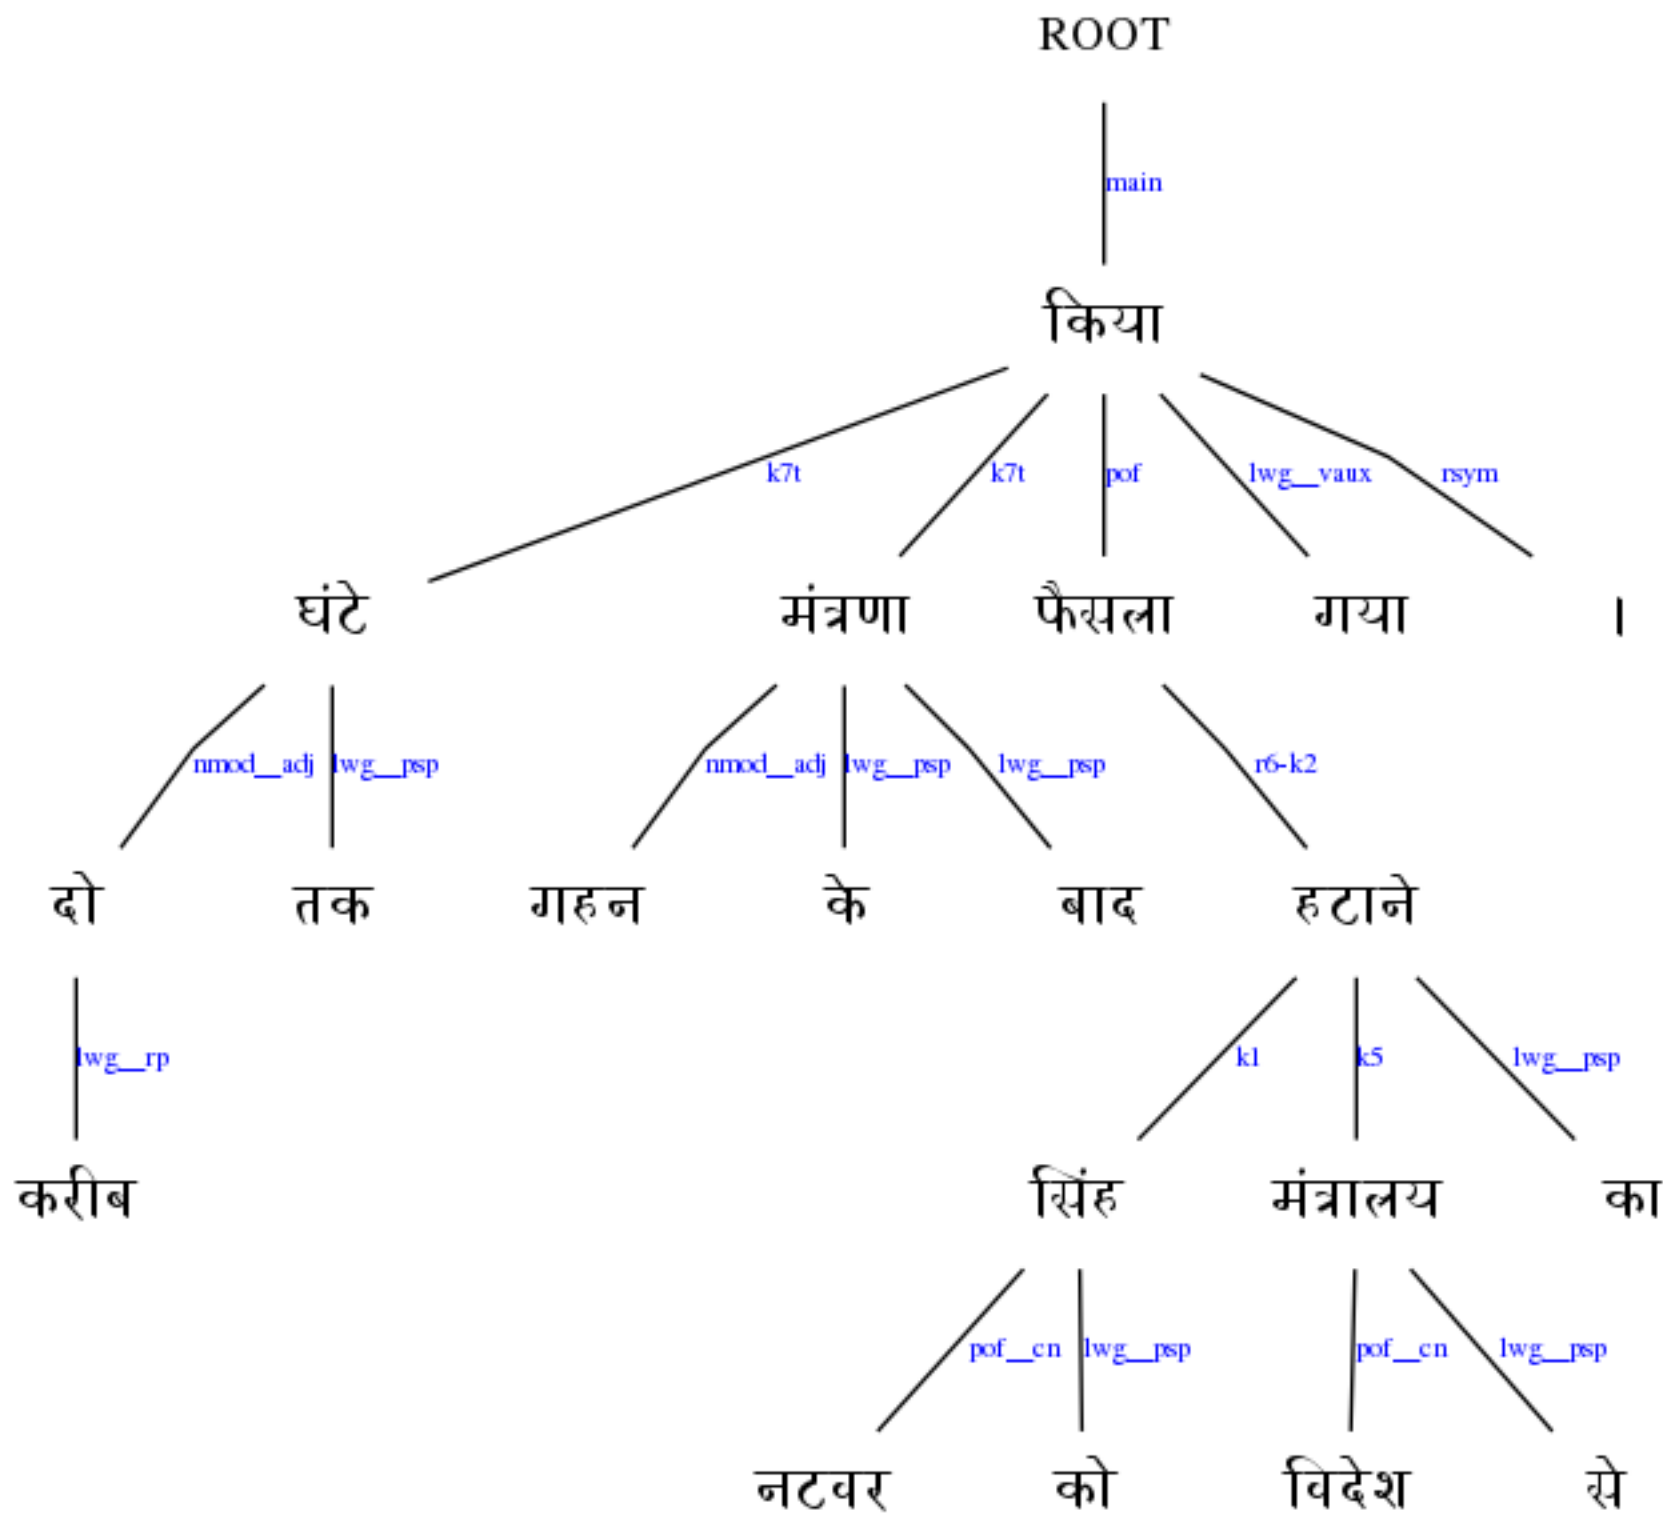 ROOT
main
किया
k7t k7t pof lwg__vaux rsym
घंटे मंत्रणा फैसला गया ।
nmod__adj lwg__psp nmod__adj lwg__psp lwg__psp r6-k2
दो तक गहन के बाद हटाने
lwg__rp k1 k5 lwg__psp
करीब सिंह मंत्रालय का
pof__cn lwg__psp pof__cn lwg__psp
नटवर को विदेश से